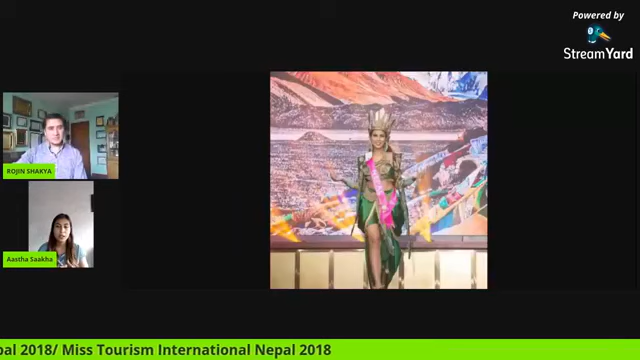 Powered by
StreamYard
ROJIN SHAKYA
Aastha Saakha
pal 2018/ Miss Tourism International Nepal 2018